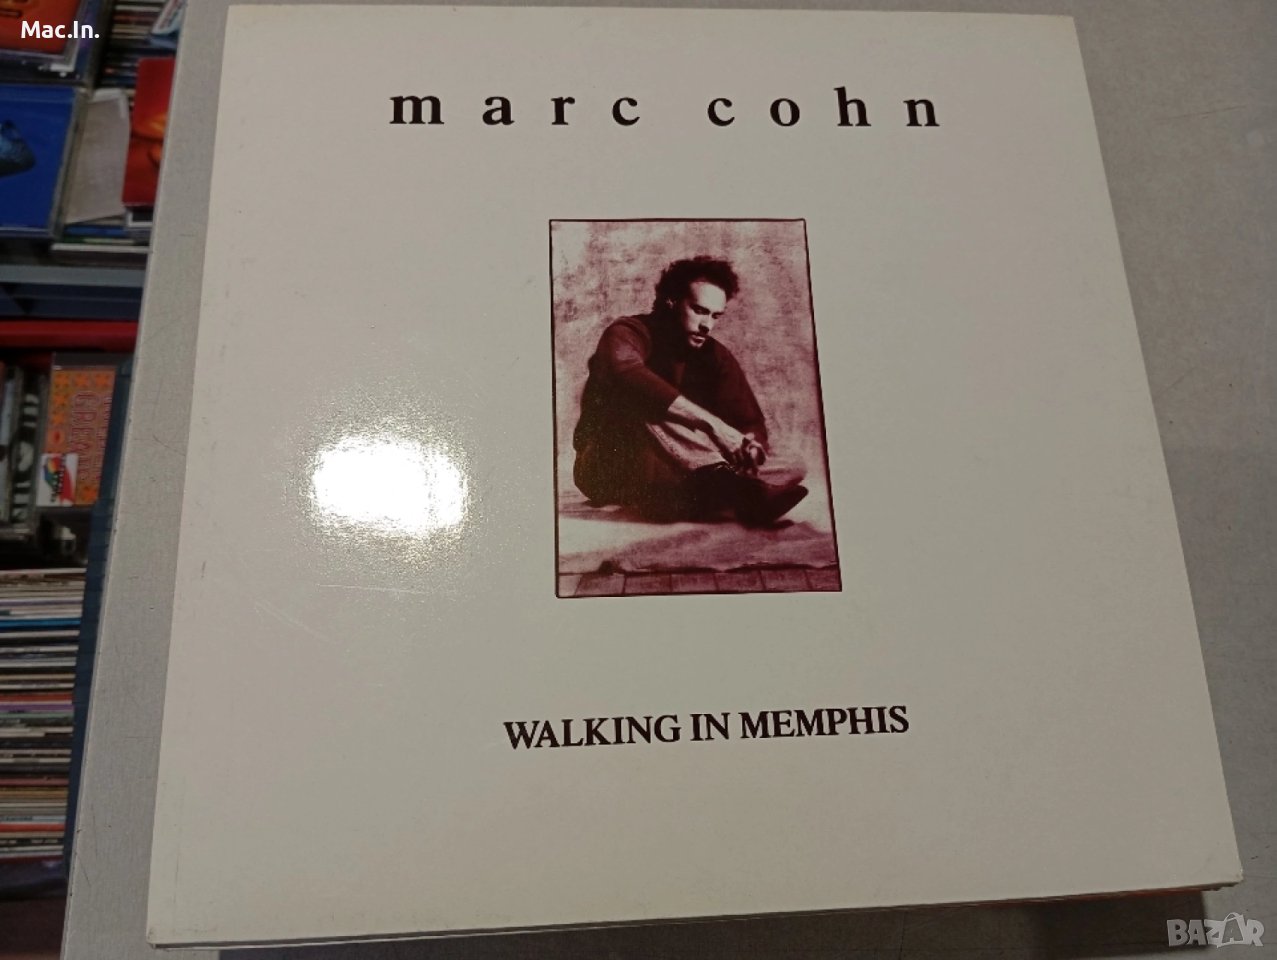 Mac.In.
marc cohn
WALKING IN MEMPHIS
BAZAR